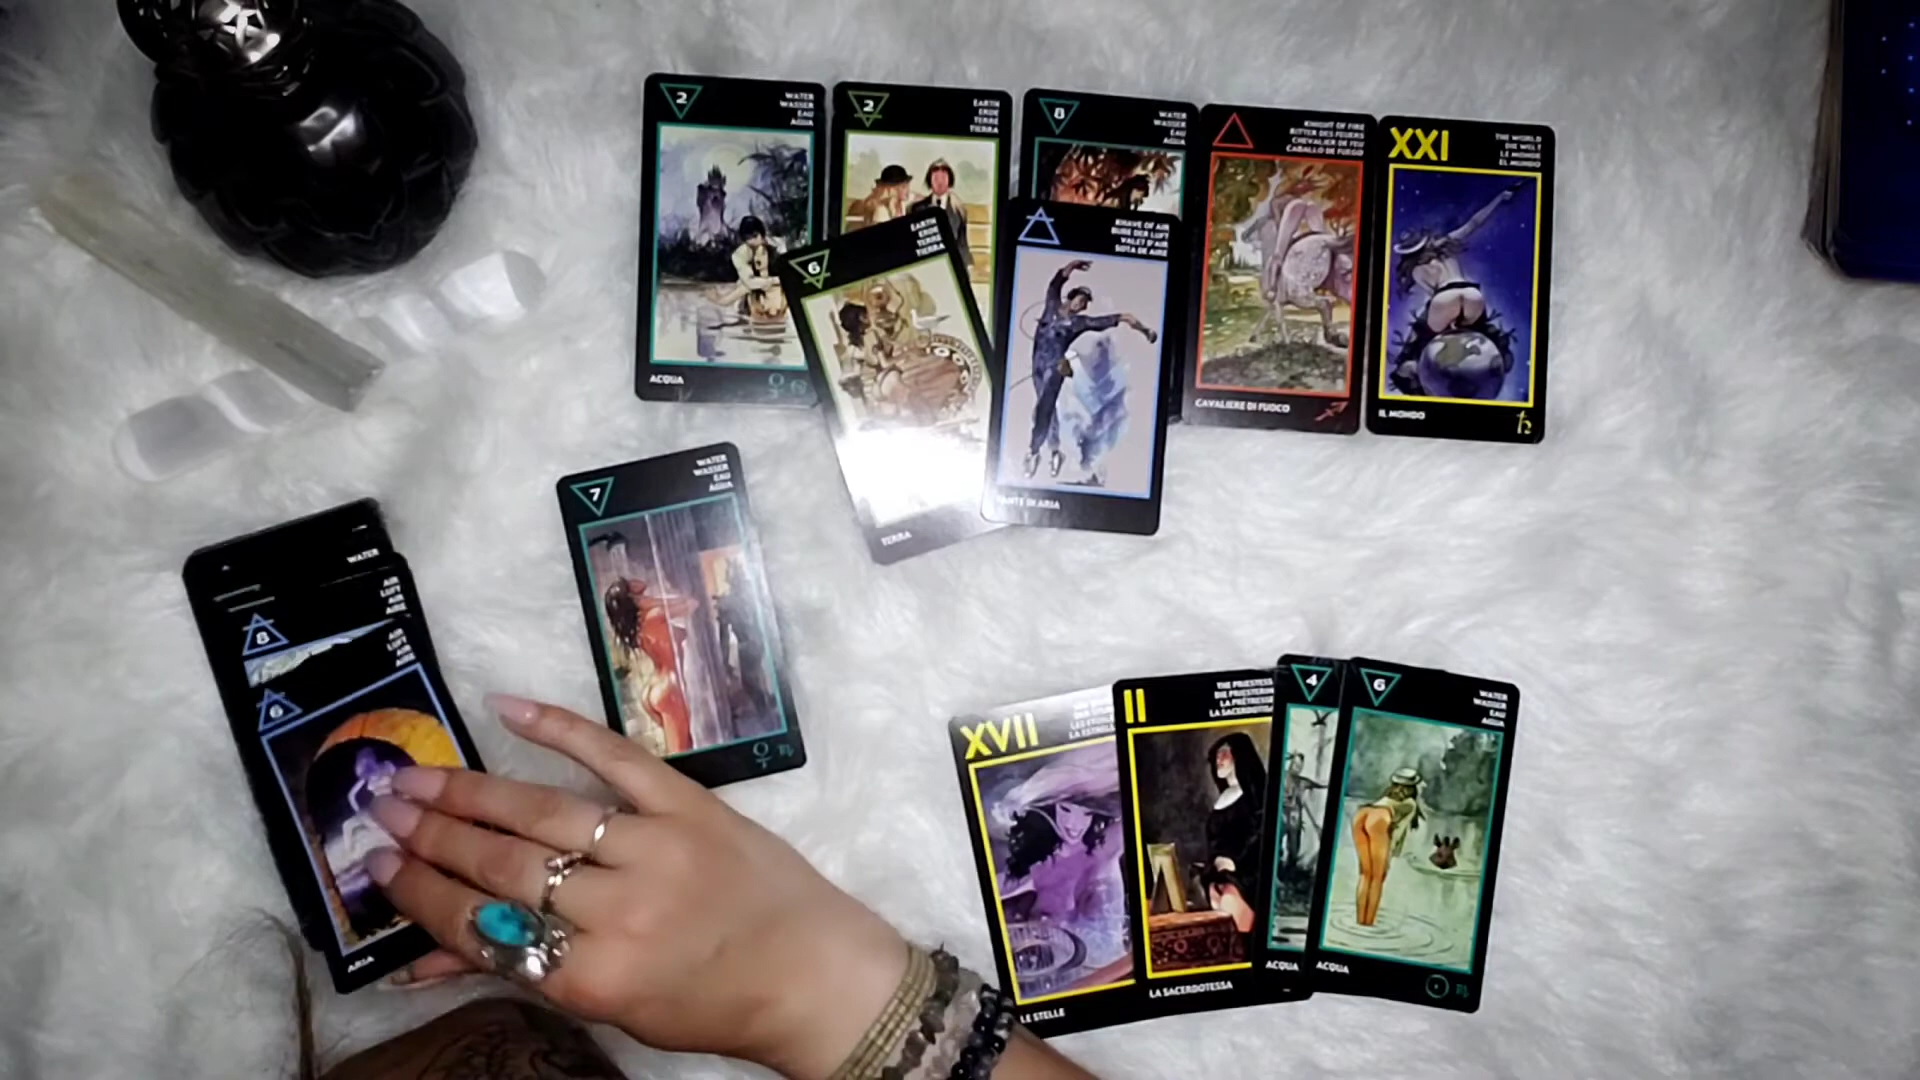 2
WATER
WASSER
EAU
AGUA
ACQUA
2
EARTH
ERDE
TERRE
TIERRA
8
WATER
WASSER
EAU
AGUA
KNIGHT OF FIRE
RITTER DES FEUERS
CHEVALIER DE FEU
CABALLO DE FUEGO
CAVALIERE DI FUOCO
XXI
THE WORLD
DIE WELT
LE MONDE
EL MUNDO
IL MONDO
6
EARTH
ERDE
TERRE
TIERRA
TERRA
KNAVE OF AIR
BUBE DER LUFT
VALET D'AIR
SOTA DE AIRE
FANTE DI ARIA
7
WATER
WASSER
EAU
AGUA
WATER
8
AIR
LUFT
AIR
AIRE
6
AIR
LUFT
AIR
AIRE
ARIA
XVII
LA ESTRELLA
LE STELLE
II
THE PRIESTESS
DIE PRIESTERIN
LA PRÊTRESSE
LA SACERDOTISA
LA SACERDOTESSA
4
ACQUA
6
WATER
WASSER
EAU
AGUA
ACQUA